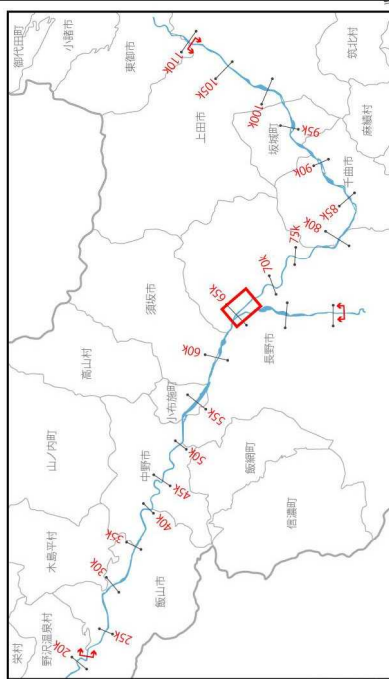 御代田町
小諸市
東御市
筑北村
麻績村
110k
105k
100k
上田市
95k
坂城町
90k
千曲市
85k
80k
75k
70k
65k
須坂市
長野市
60k
高山村
小布施町
55k
50k
飯綱町
山ノ内町
中野市
45k
信濃町
40k
35k
木島平村
30k
飯山市
25k
野沢温泉村
20k
栄村